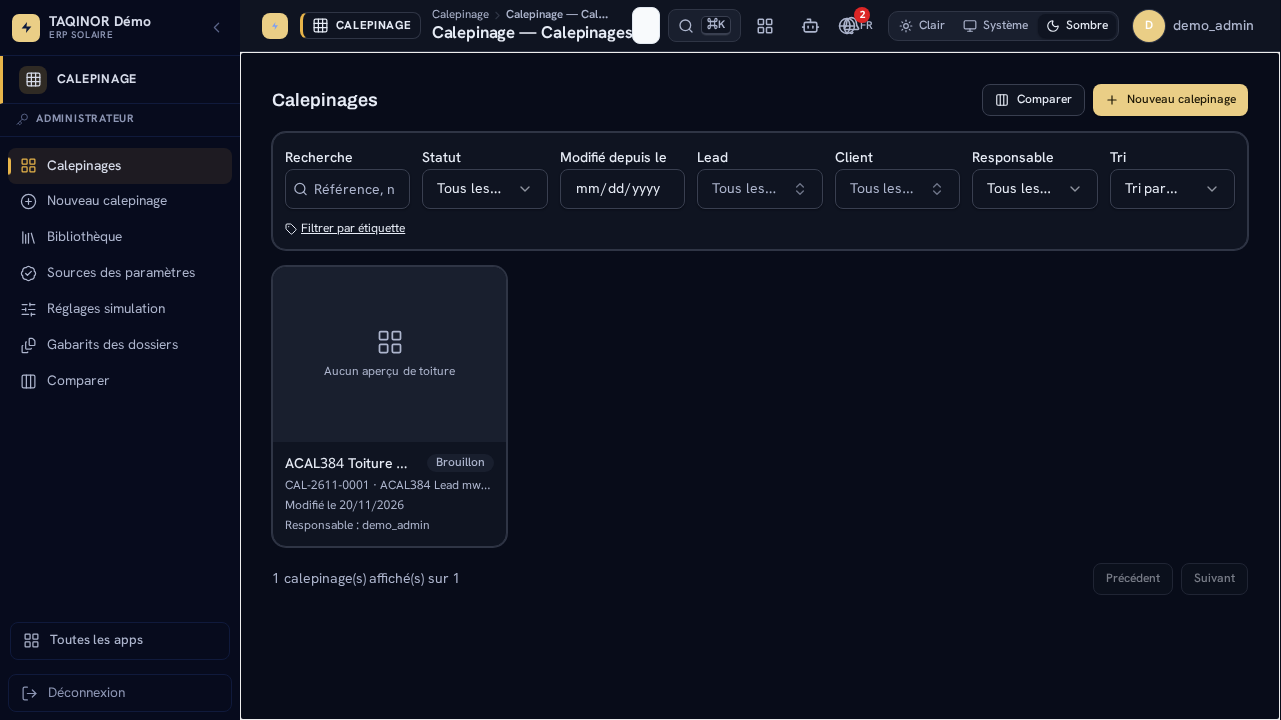 TAQINOR Démo
ERP SOLAIRE
CALEPINAGE
ADMINISTRATEUR
Calepinages
Nouveau calepinage
Bibliothèque
Sources des paramètres
Réglages simulation
Gabarits des dossiers
Comparer
Toutes les apps
Déconnexion
CALEPINAGE
Calepinage
Calepinage — Cal...
Calepinage — Calepinages
⌘K
2
FR
Clair
Système
Sombre
D
demo_admin
Calepinages
Comparer
Nouveau calepinage
Recherche
Statut
Modifié depuis le
Lead
Client
Responsable
Tri
Référence, n
Tous les...
mm/dd/yyyy
Tous les...
Tous les...
Tous les...
Tri par...
Filtrer par étiquette
Aucun aperçu de toiture
ACAL384 Toiture ...
Brouillon
CAL-2611-0001 · ACAL384 Lead mw...
Modifié le 20/11/2026
Responsable : demo_admin
1 calepinage(s) affiché(s) sur 1
Précédent
Suivant